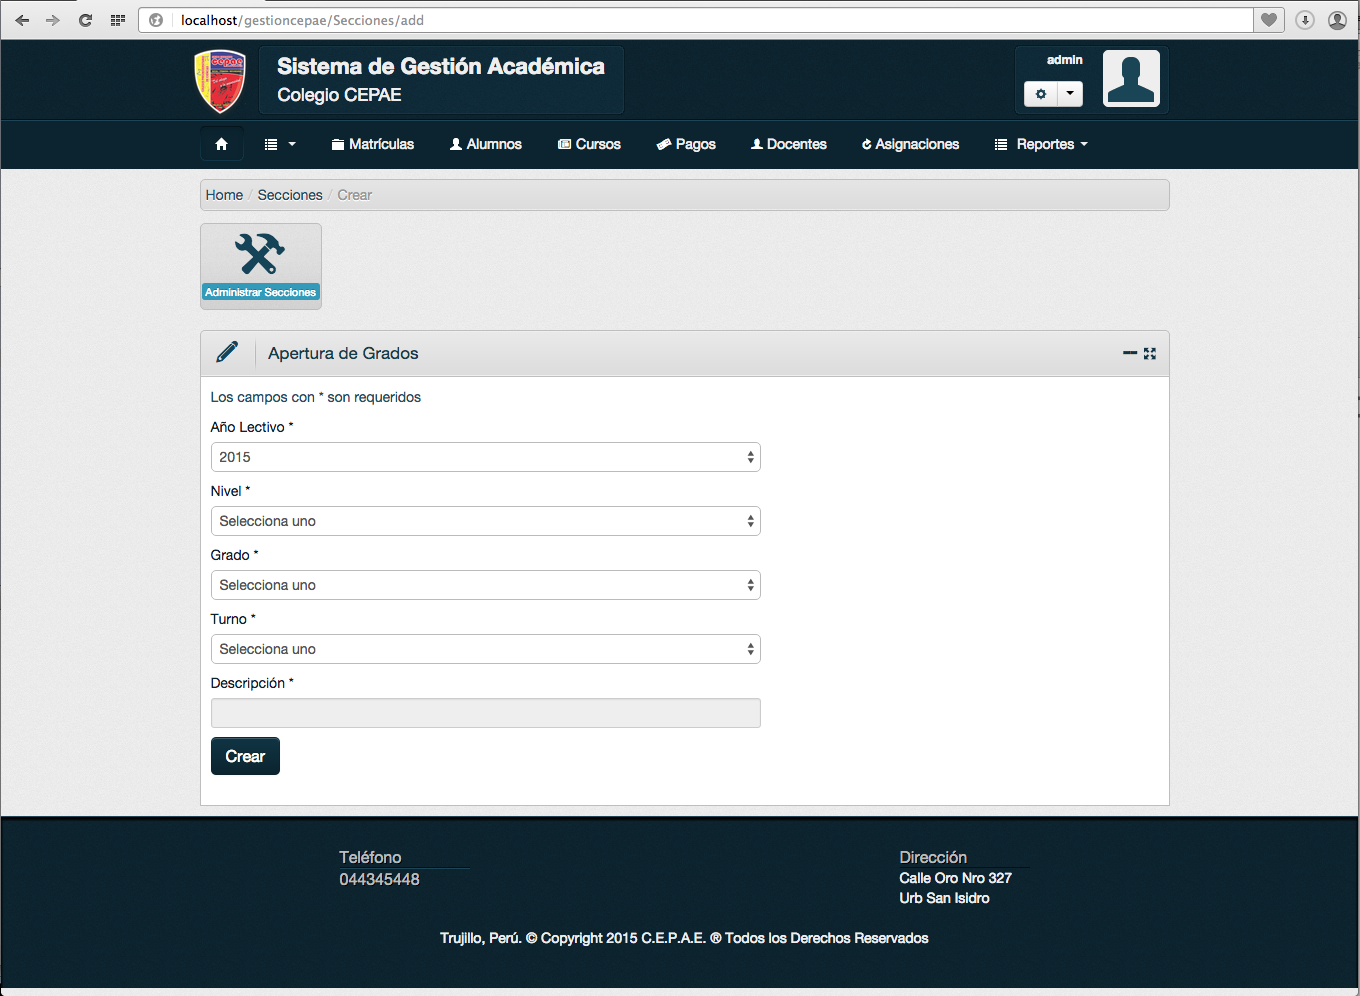 localhost/gestioncepae/Secciones/add
cepae
Sistema de Gestión Académica
Colegio CEPAE
admin
Matrículas
Alumnos
Cursos
Pagos
Docentes
Asignaciones
Reportes
Home / Secciones / Crear
Administrar Secciones
Apertura de Grados
Los campos con * son requeridos
Año Lectivo *
2015
Nivel *
Selecciona uno
Grado *
Selecciona uno
Turno *
Selecciona uno
Descripción *
Crear
Teléfono
044345448
Dirección
Calle Oro Nro 327
Urb San Isidro
Trujillo, Perú. © Copyright 2015 C.E.P.A.E. ® Todos los Derechos Reservados